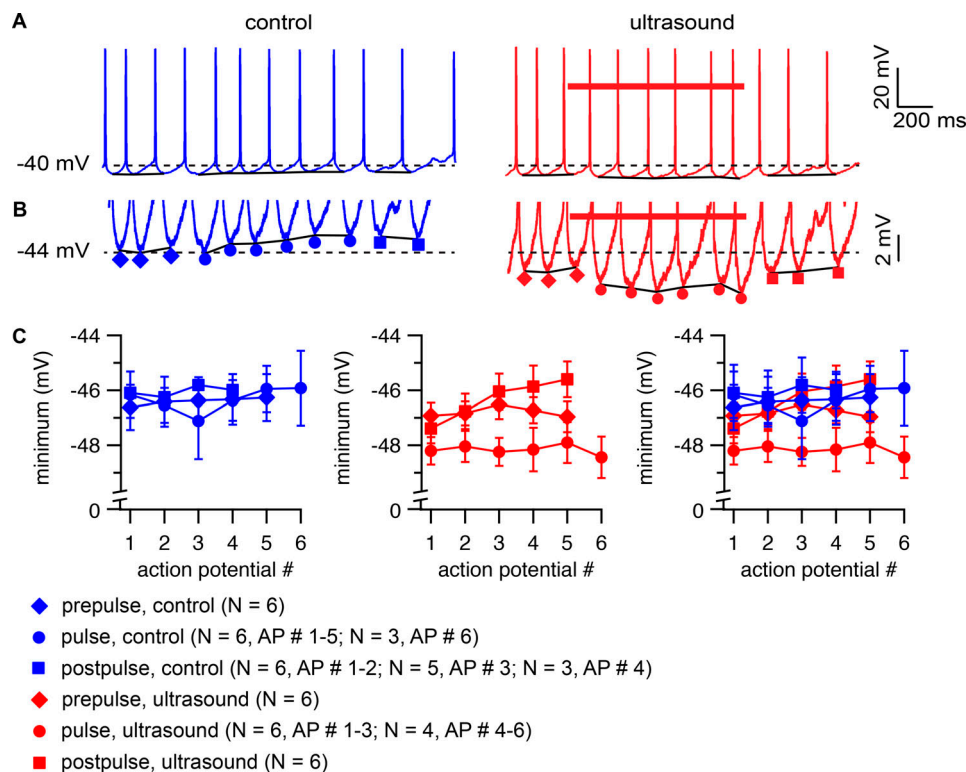 A
control
ultrasound
20 mV
200 ms
-40 mV
B
-44 mV
2 mV
C
-44
-46
-48
0
minimum (mV)
1 2 3 4 5 6
action potential #
-44
-46
-48
0
minimum (mV)
1 2 3 4 5 6
action potential #
-44
-46
-48
0
minimum (mV)
1 2 3 4 5 6
action potential #
prepulse, control (N = 6)
pulse, control (N = 6, AP # 1-5; N = 3, AP # 6)
postpulse, control (N = 6, AP # 1-2; N = 5, AP # 3; N = 3, AP # 4)
prepulse, ultrasound (N = 6)
pulse, ultrasound (N = 6, AP # 1-3; N = 4, AP # 4-6)
postpulse, ultrasound (N = 6)